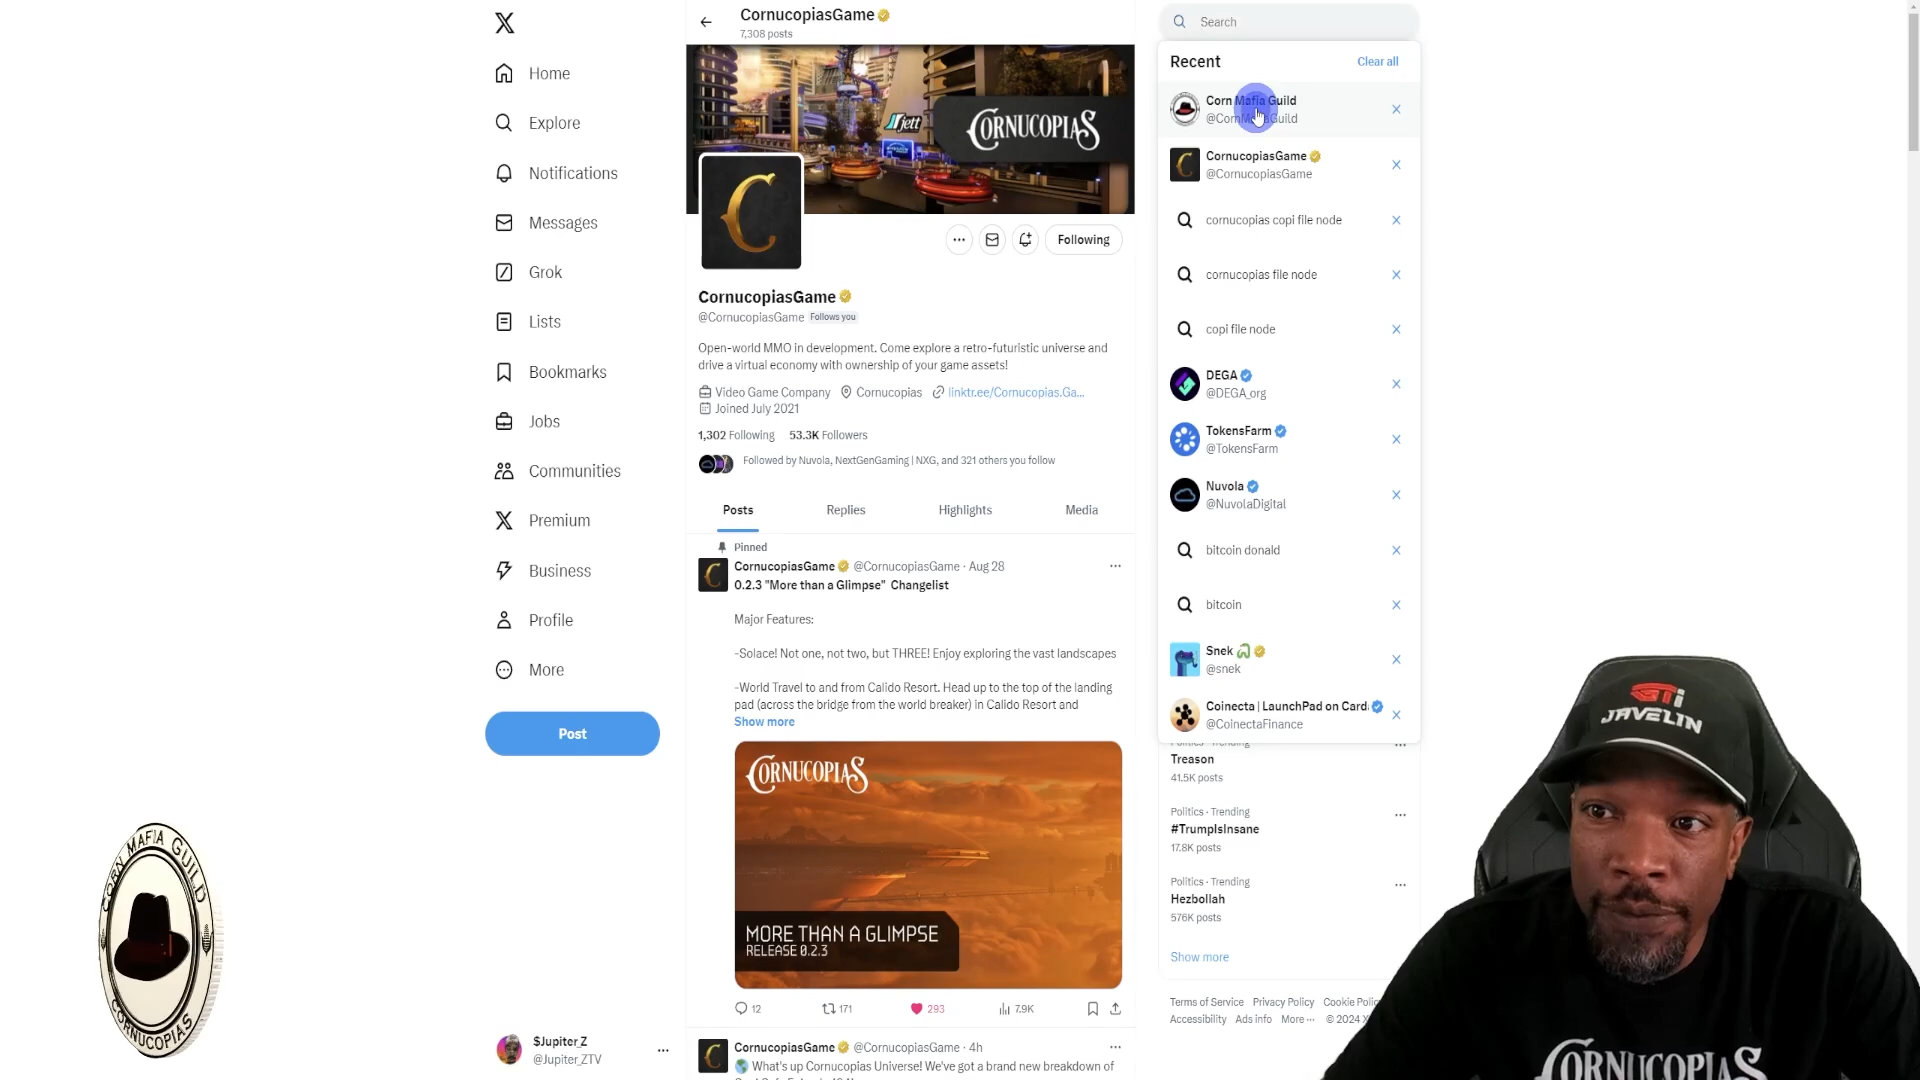 CornucopiasGame
7,308 posts
Home
Explore
Notifications
Messages
Grok
Lists
Bookmarks
Jobs
Communities
Premium
Business
Profile
More
Post
$Jupiter_Z
@Jupiter_ZTV
jett
CORNUCOPIAS
C
Following
CornucopiasGame
@CornucopiasGame Follows you
Open-world MMO in development. Come explore a retro-futuristic universe and
drive a virtual economy with ownership of your game assets!
Video Game Company Cornucopias linktr.ee/Cornucopias.Ga...
Joined July 2021
1,302 Following 53.3K Followers
Followed by Nuvola, NextGenGaming | NXG, and 321 others you follow
Posts Replies Highlights Media
Pinned
CornucopiasGame @CornucopiasGame · Aug 28
0.2.3 "More than a Glimpse" Changelist
Major Features:
-Solace! Not one, not two, but THREE! Enjoy exploring the vast landscapes
-World Travel to and from Calido Resort. Head up to the top of the landing
pad (across the bridge from the world breaker) in Calido Resort and
Show more
CORNUCOPIAS
MORE THAN A GLIMPSE
RELEASE 0.2.3
12 171 293 7.9K
CornucopiasGame @CornucopiasGame · 4h
What's up Cornucopias Universe! We've got a brand new breakdown of
Search
Recent Clear all
Corn Mafia Guild
@CornMafiaGuild
CornucopiasGame
@CornucopiasGame
cornucopias copi file node
cornucopias file node
copi file node
DEGA
@DEGA_org
TokensFarm
@TokensFarm
Nuvola
@NuvolaDigital
bitcoin donald
bitcoin
Snek
@snek
Coinecta | LaunchPad on Card
@CoinectaFinance
Politics · Trending
Treason
41.5K posts
Politics · Trending
#TrumpIsInsane
17.8K posts
Politics · Trending
Hezbollah
576K posts
Show more
Terms of Service Privacy Policy Cookie Polic
Accessibility Ads info More ··· © 2024 X
CORN MAFIA GUILD
CORNUCOPIAS
GTi
JAVELIN
CORNUCOPIAS